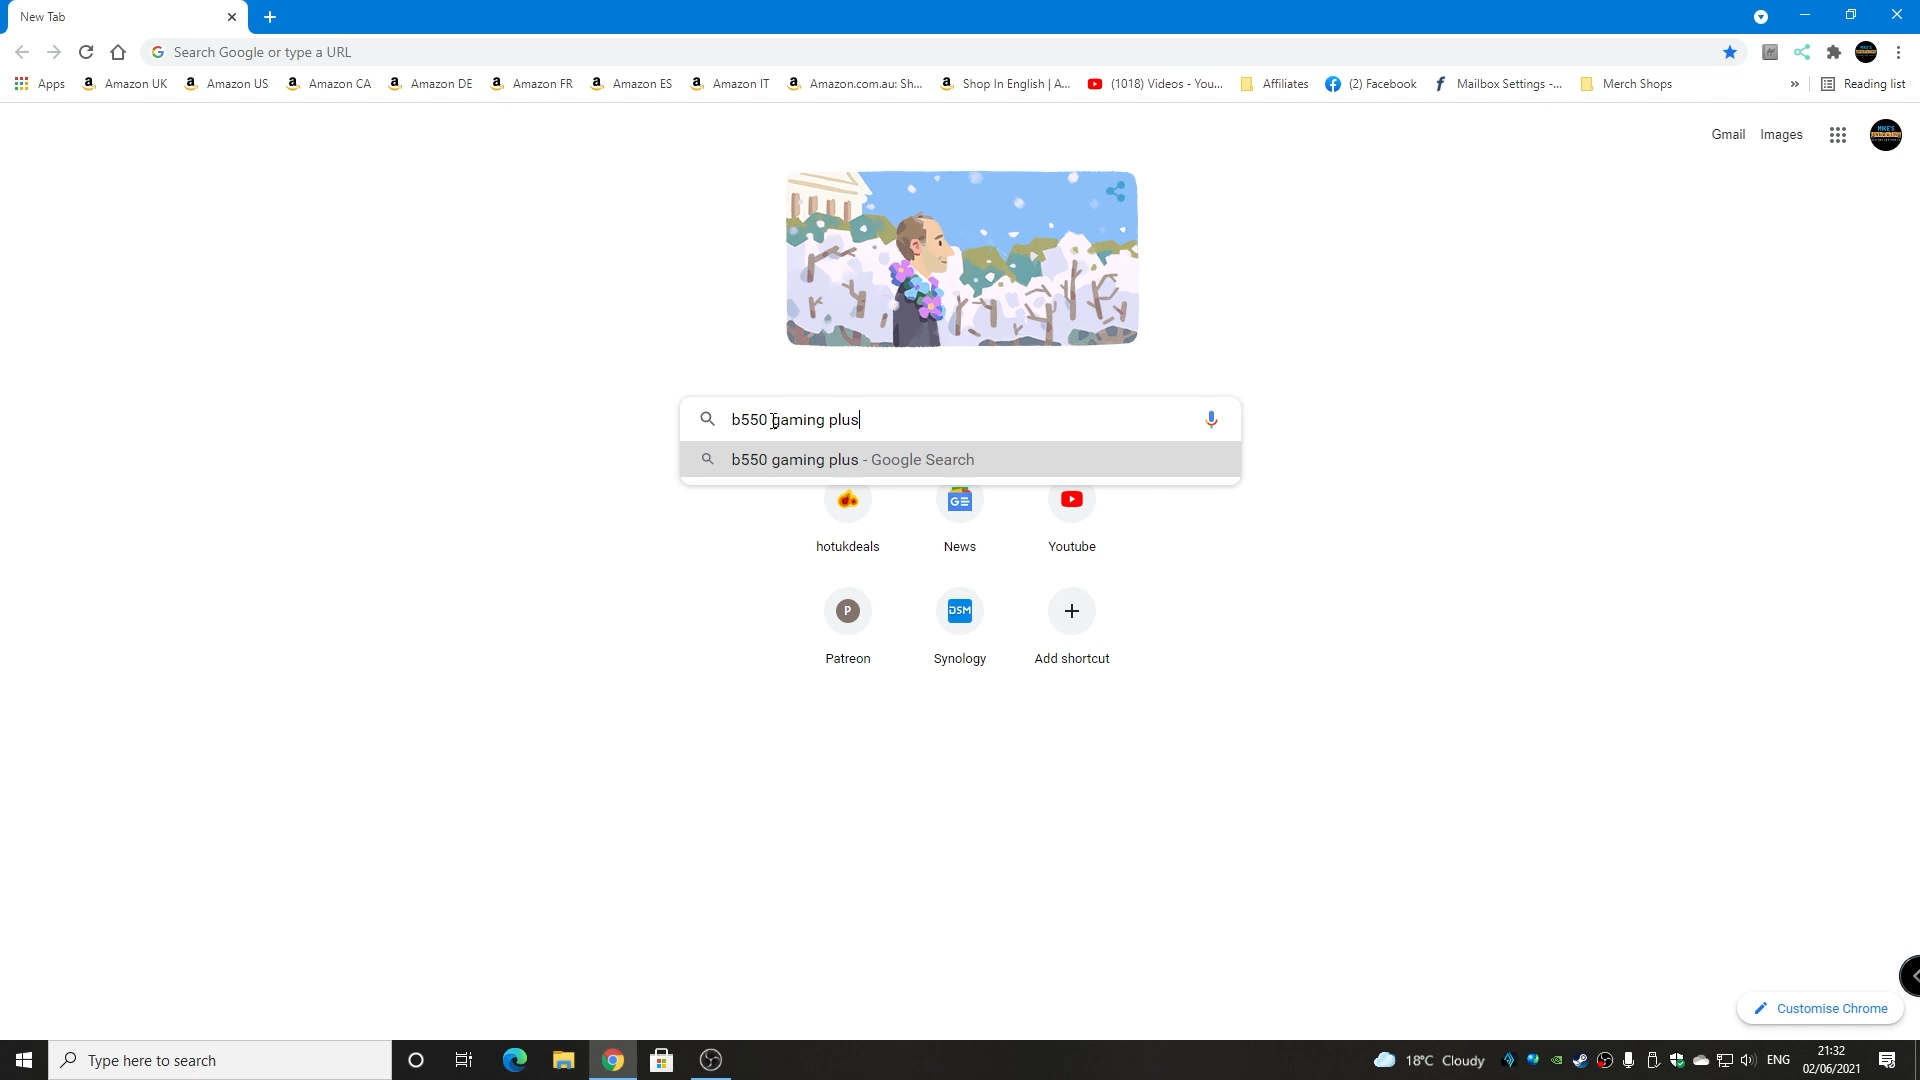 New Tab
Search Google or type a URL
Apps
Amazon UK
Amazon US
Amazon CA
Amazon DE
Amazon FR
Amazon ES
Amazon IT
Amazon.com.au: Sh...
Shop In English | A...
(1018) Videos - You...
Affiliates
(2) Facebook
Mailbox Settings -...
Merch Shops
»
Reading list
Gmail
Images
b550 gaming plus
b550 gaming plus - Google Search
hotukdeals
News
Youtube
P
DSM
Patreon
Synology
Add shortcut
Customise Chrome
Type here to search
18°C Cloudy
ENG
21:32
02/06/2021